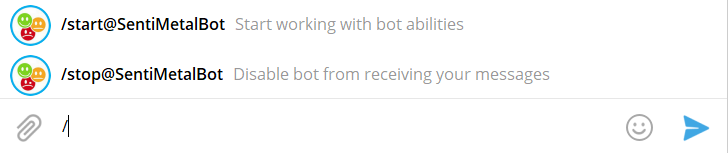 /start@SentiMetalBot Start working with bot abilities
/stop@SentiMetalBot Disable bot from receiving your messages
/